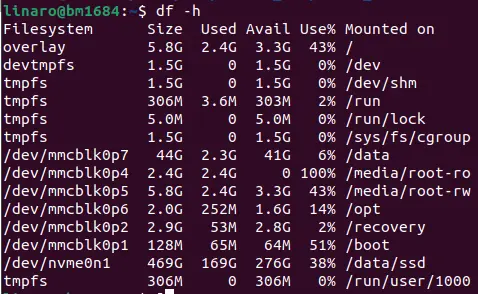 linaro@bm1684:~$ df -h
Filesystem      Size  Used Avail Use% Mounted on
overlay         5.8G  2.4G  3.3G  43% /
devtmpfs        1.5G     0  1.5G   0% /dev
tmpfs           1.5G     0  1.5G   0% /dev/shm
tmpfs           306M  3.6M  303M   2% /run
tmpfs           5.0M     0  5.0M   0% /run/lock
tmpfs           1.5G     0  1.5G   0% /sys/fs/cgroup
/dev/mmcblk0p7   44G  2.3G   41G   6% /data
/dev/mmcblk0p4  2.4G  2.4G     0 100% /media/root-ro
/dev/mmcblk0p5  5.8G  2.4G  3.3G  43% /media/root-rw
/dev/mmcblk0p6  2.0G  252M  1.6G  14% /opt
/dev/mmcblk0p2  2.9G   53M  2.8G   2% /recovery
/dev/mmcblk0p1  128M   65M   64M  51% /boot
/dev/nvme0n1    469G  169G  276G  38% /data/ssd
tmpfs           306M     0  306M   0% /run/user/1000